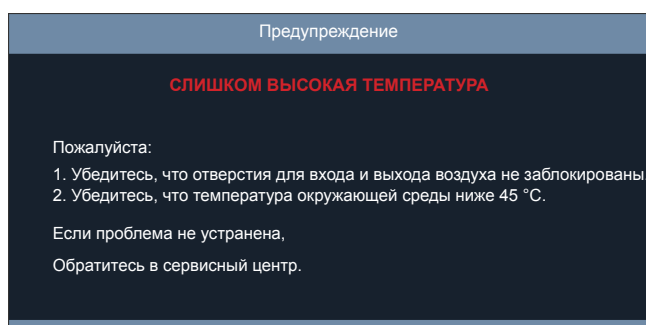 Предупреждение
СЛИШКОМ ВЫСОКАЯ ТЕМПЕРАТУРА
Пожалуйста:
1. Убедитесь, что отверстия для входа и выхода воздуха не заблокированы.
2. Убедитесь, что температура окружающей среды ниже 45 °C.
Если проблема не устранена,
Обратитесь в сервисный центр.